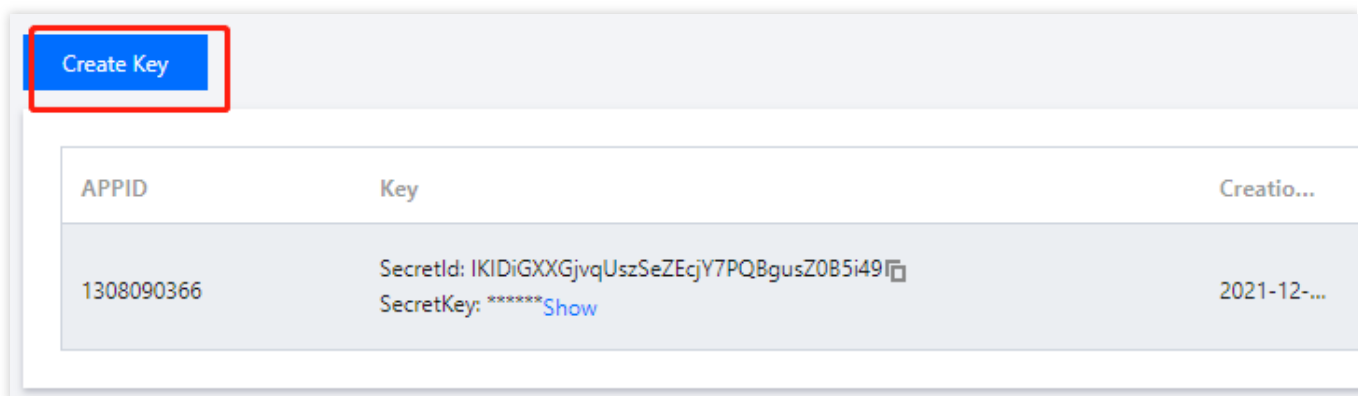 Create Key
APPID Key Creatio...
SecretId: IKIDiGXXGjvqUszSeZEcjY7PQBgusZ0B5i49
1308090366 2021-12-...
SecretKey: ******Show